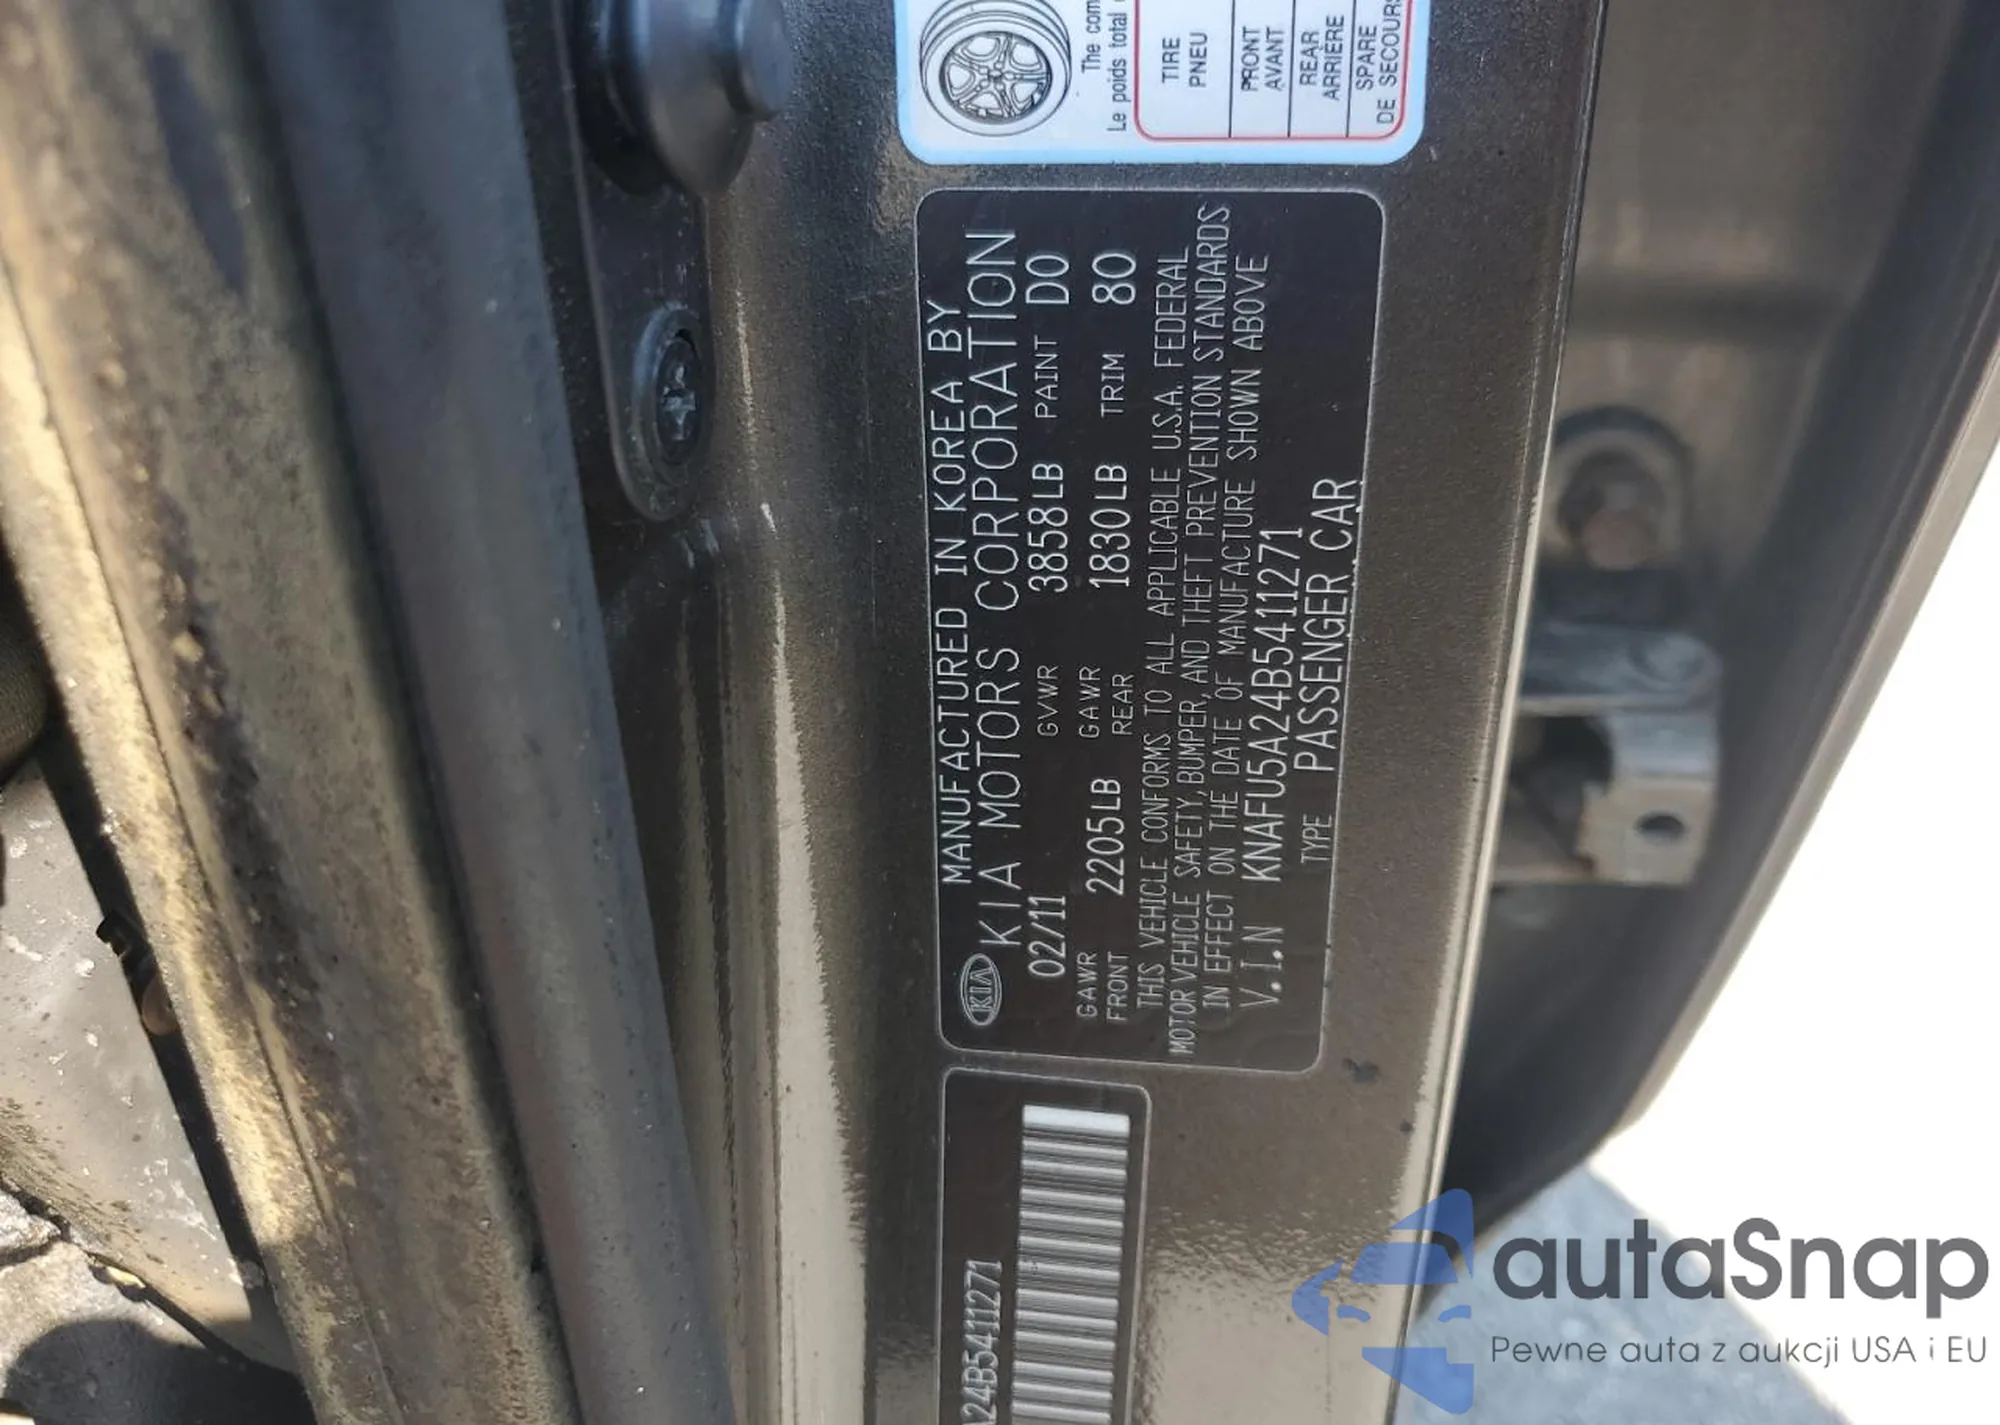 The com
Le poids total
TIRE
PNEU
FRONT
AVANT
REAR
ARRIÈRE
SPARE
DE SECOURS
MANUFACTURED IN KOREA BY
KIA MOTORS CORPORATION
KIA
02/11 GVWR 3858LB PAINT D0
GAWR FRONT 2205LB GAWR REAR 1830LB TRIM 80
THIS VEHICLE CONFORMS TO ALL APPLICABLE U.S.A. FEDERAL
MOTOR VEHICLE SAFETY, BUMPER, AND THEFT PREVENTION STANDARDS
IN EFFECT ON THE DATE OF MANUFACTURE SHOWN ABOVE
V.I.N KNAFU5A24B5411271
TYPE PASSENGER CAR
A24B5411271
autaSnap
Pewne auta z aukcji USA i EU